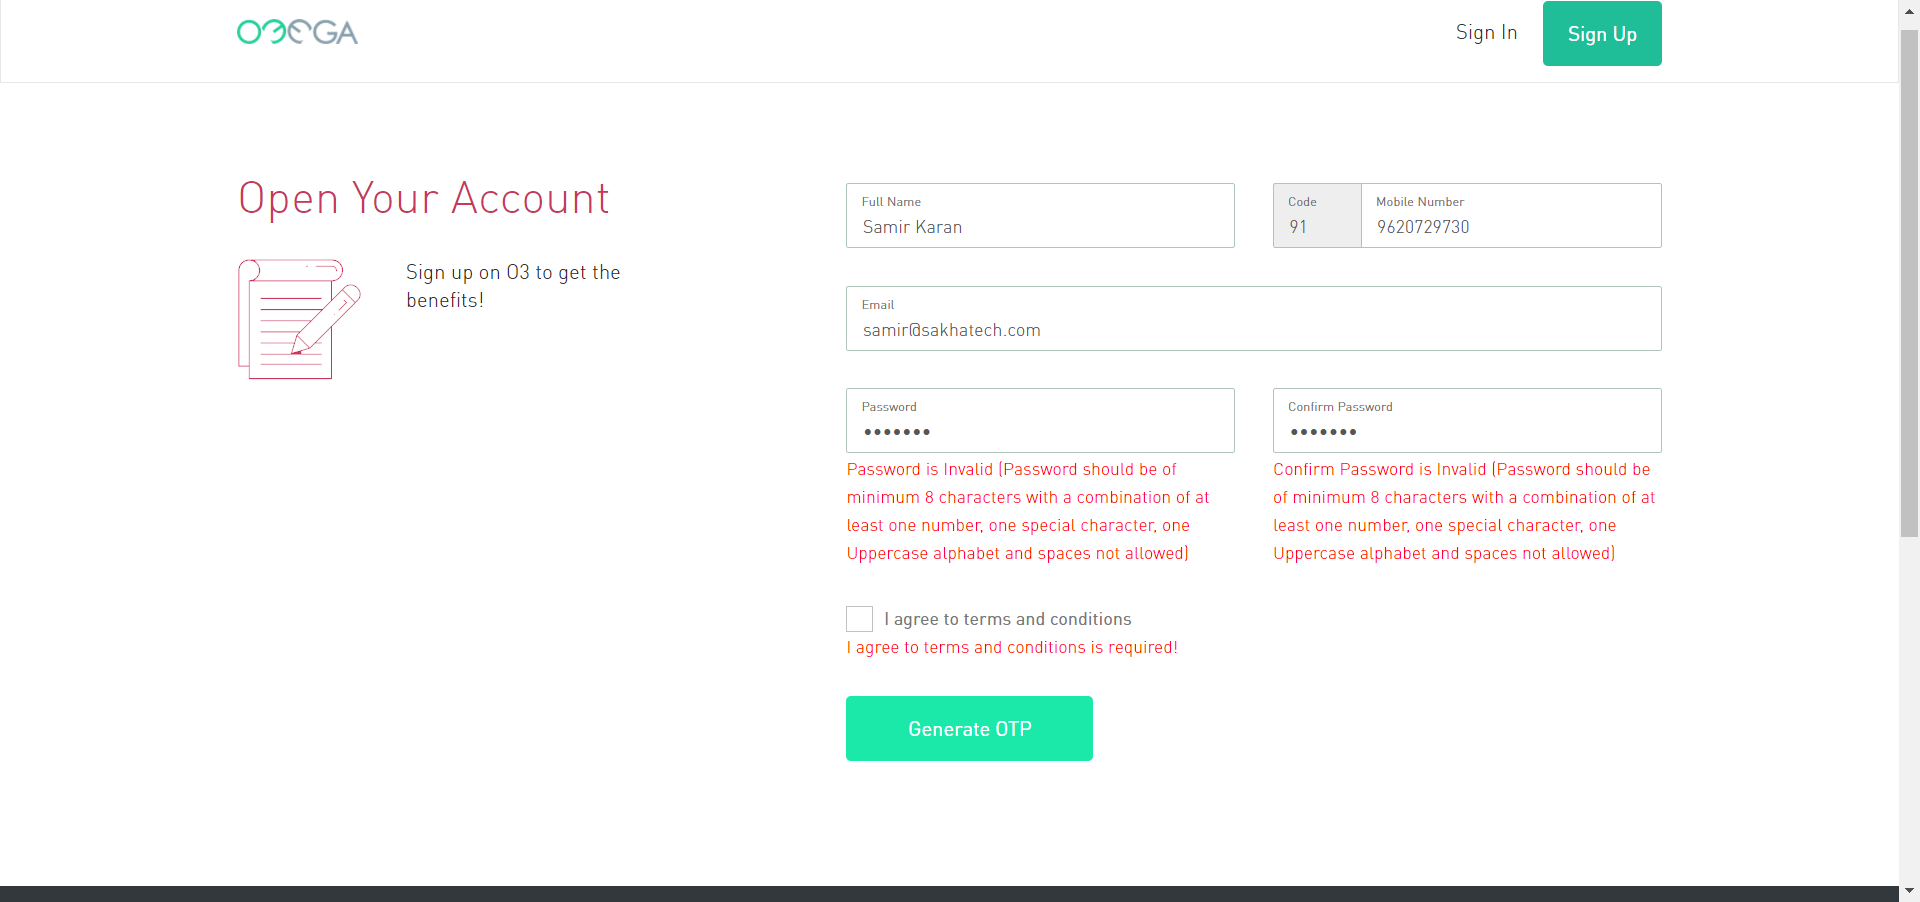 O3EGA
Sign In
Sign Up
Open Your Account
Sign up on O3 to get the
benefits!
Full Name
Samir Karan
Code
91
Mobile Number
9620729730
Email
samir@sakhatech.com
Password
•••••••
Confirm Password
•••••••
Password is Invalid (Password should be of
minimum 8 characters with a combination of at
least one number, one special character, one
Uppercase alphabet and spaces not allowed)
Confirm Password is Invalid (Password should be
of minimum 8 characters with a combination of at
least one number, one special character, one
Uppercase alphabet and spaces not allowed)
I agree to terms and conditions
I agree to terms and conditions is required!
Generate OTP